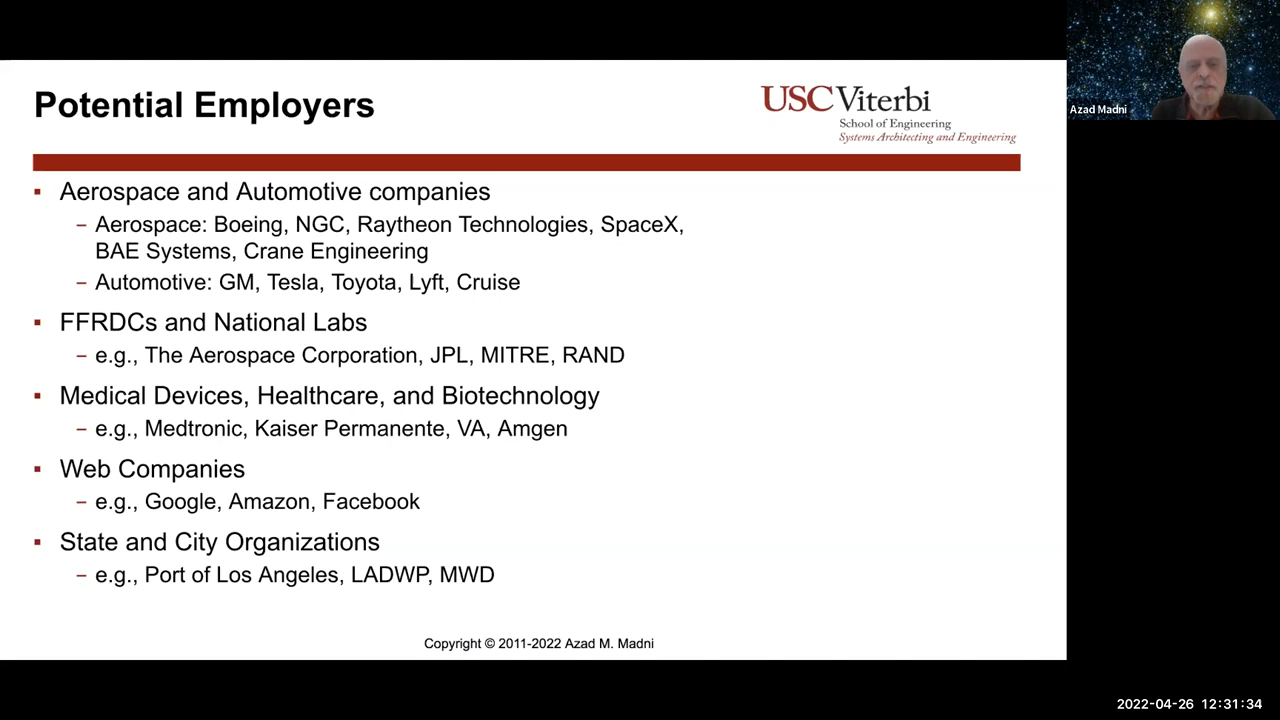 Potential Employers
USC Viterbi
School of Engineering
Systems Architecting and Engineering
Azad Madni
▪ Aerospace and Automotive companies
– Aerospace: Boeing, NGC, Raytheon Technologies, SpaceX,
BAE Systems, Crane Engineering
– Automotive: GM, Tesla, Toyota, Lyft, Cruise
▪ FFRDCs and National Labs
– e.g., The Aerospace Corporation, JPL, MITRE, RAND
▪ Medical Devices, Healthcare, and Biotechnology
– e.g., Medtronic, Kaiser Permanente, VA, Amgen
▪ Web Companies
– e.g., Google, Amazon, Facebook
▪ State and City Organizations
– e.g., Port of Los Angeles, LADWP, MWD
Copyright © 2011-2022 Azad M. Madni
2022-04-26 12:31:34